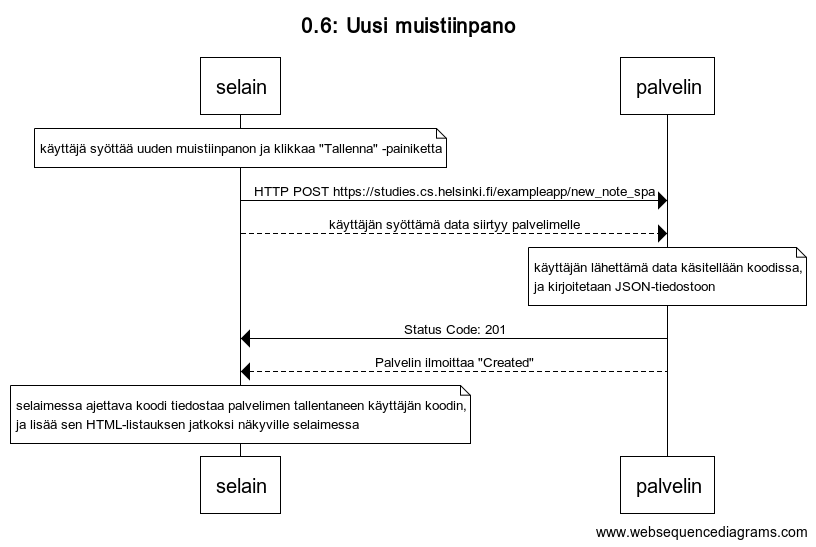 0.6: Uusi muistiinpano
selain
palvelin
käyttäjä syöttää uuden muistiinpanon ja klikkaa "Tallenna" -painiketta
HTTP POST https://studies.cs.helsinki.fi/exampleapp/new_note_spa
käyttäjän syöttämä data siirtyy palvelimelle
käyttäjän lähettämä data käsitellään koodissa,
ja kirjoitetaan JSON-tiedostoon
Status Code: 201
Palvelin ilmoittaa "Created"
selaimessa ajettava koodi tiedostaa palvelimen tallentaneen käyttäjän koodin,
ja lisää sen HTML-listauksen jatkoksi näkyville selaimessa
selain
palvelin
www.websequencediagrams.com